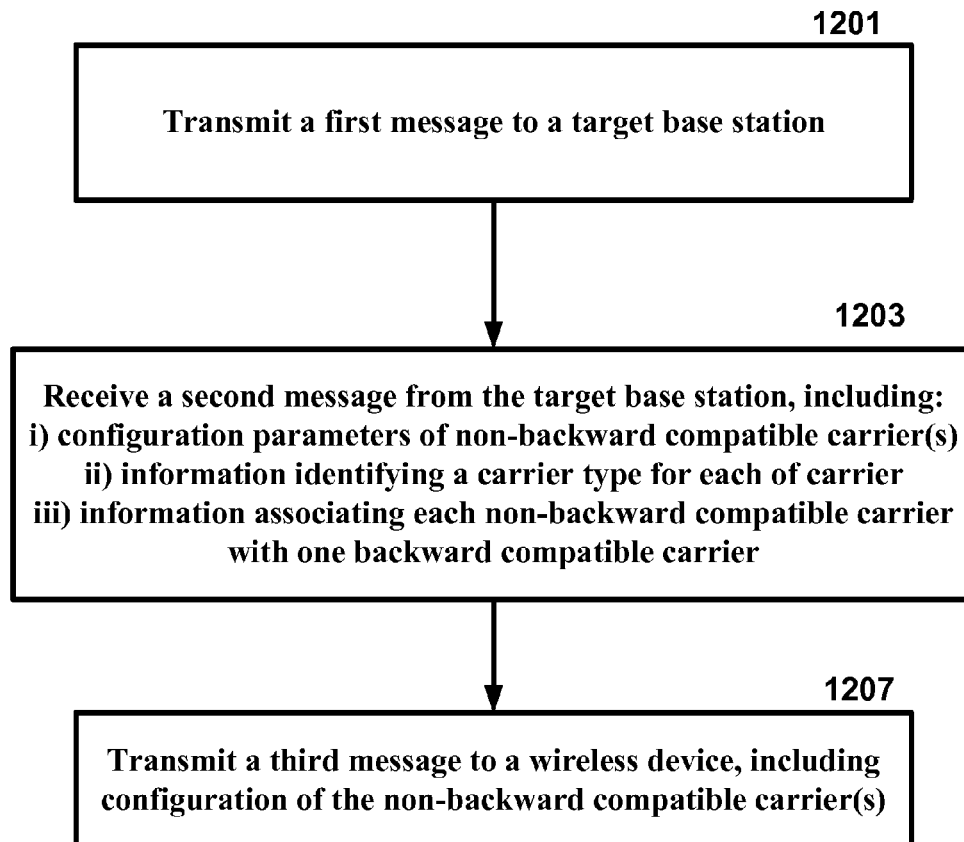 1201
Transmit a first message to a target base station
1203
Receive a second message from the target base station, including:
i) configuration parameters of non-backward compatible carrier(s)
ii) information identifying a carrier type for each of carrier
iii) information associating each non-backward compatible carrier
with one backward compatible carrier
1207
Transmit a third message to a wireless device, including
configuration of the non-backward compatible carrier(s)